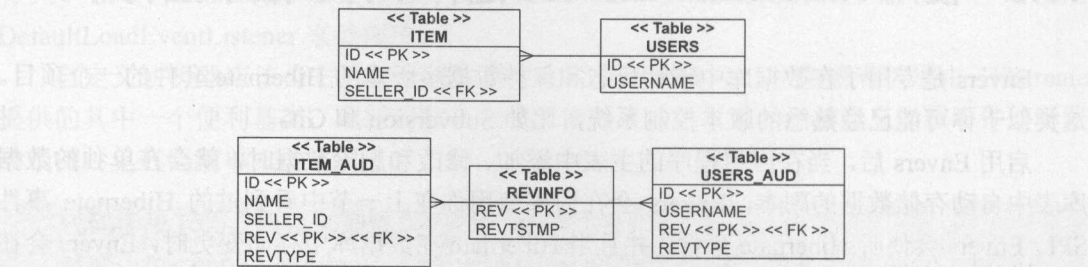 << Table >>
ITEM
ID << PK >>
NAME
SELLER_ID << FK >>
<< Table >>
USERS
ID << PK >>
USERNAME
<< Table >>
ITEM_AUD
ID << PK >>
NAME
SELLER_ID
REV << PK >> << FK >>
REVTYPE
<< Table >>
REVINFO
REV << PK >>
REVTSTMP
<< Table >>
USERS_AUD
ID << PK >>
USERNAME
REV << PK >> << FK >>
REVTYPE